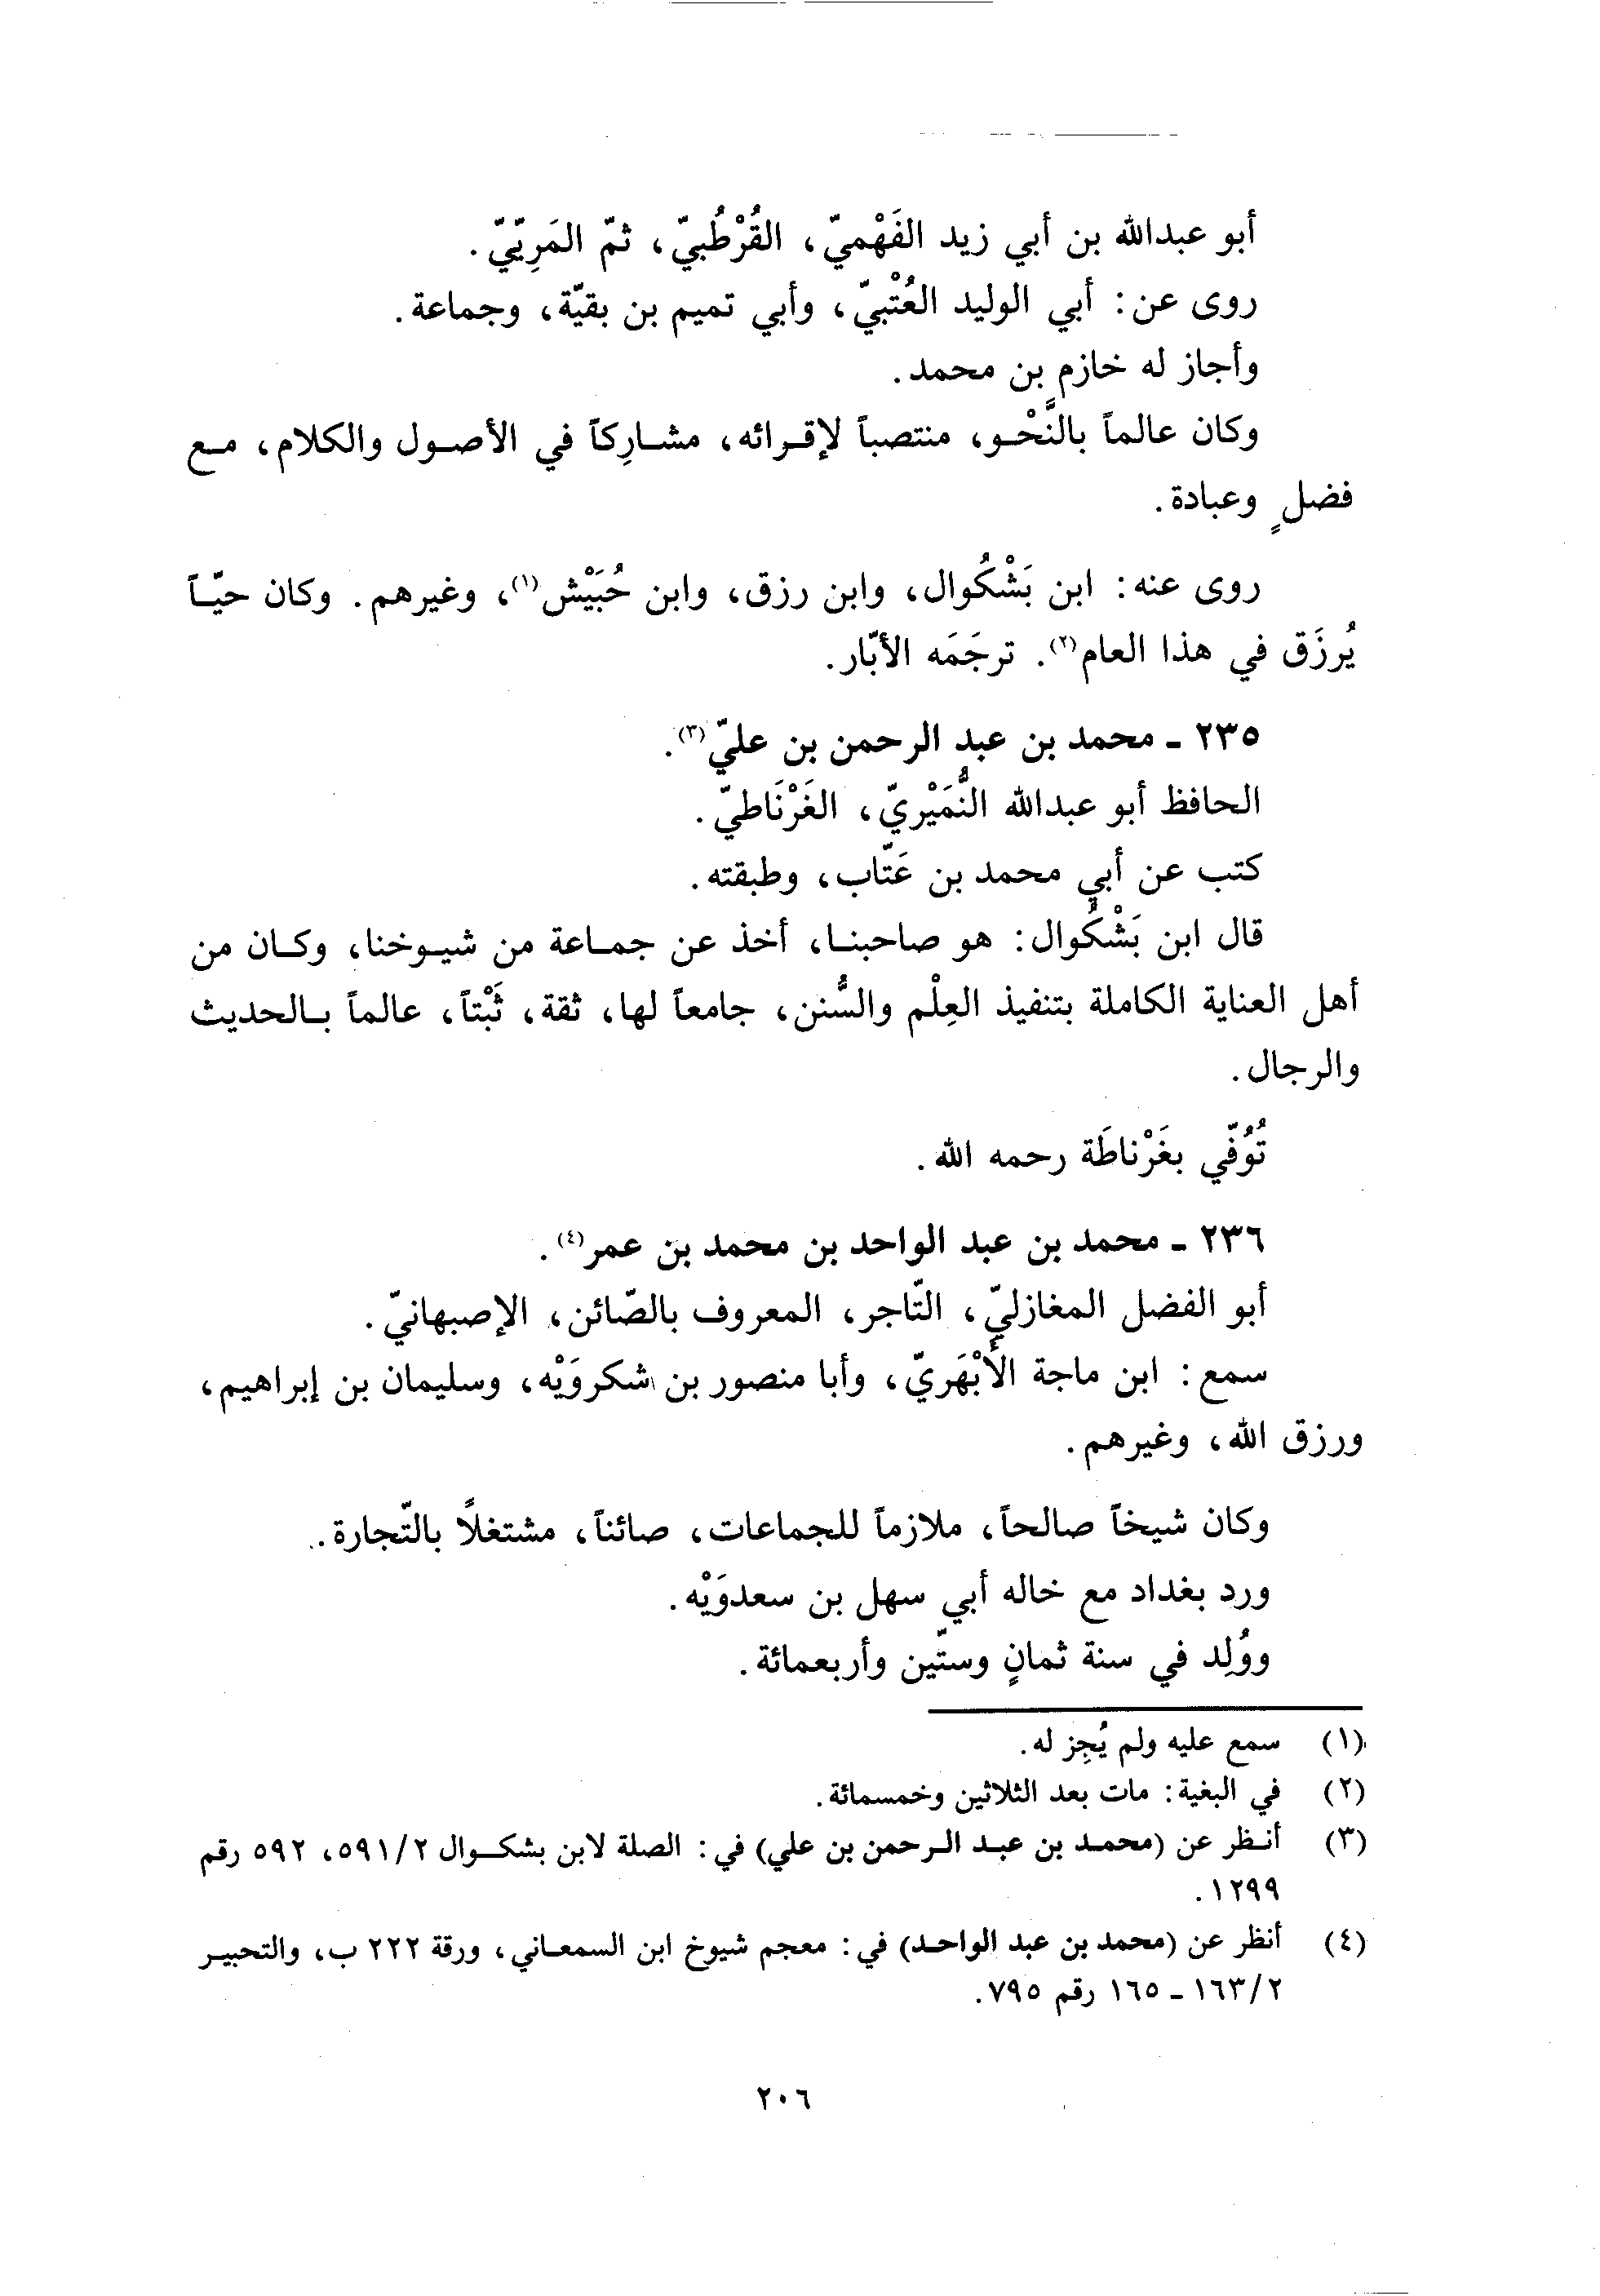 أبو عبدالله بن أبي زيد الفَهْميّ، القُرْطُبيّ، ثمّ المَرِيّيّ.
روى عن: أبي الوليد العُتْبيّ، وأبي تميم بن بقيّة، وجماعة.
وأجاز له خازم بن محمد.
وكان عالماً بالنَّحْو، منتصباً لإقرائه، مشارِكاً في الأصول والكلام، مع
فضلٍ وعبادة.
روى عنه: ابن بَشْكُوال، وابن رزق، وابن حُبَيْش(١)، وغيرهم. وكان حيّاً
يُرزَق في هذا العام(٢). ترجَمَه الأبّار.
٢٣٥ ـ محمد بن عبد الرحمن بن عليّ(٣).
الحافظ أبو عبدالله النُّمَيْريّ، الغَرْنَاطيّ.
كتب عن أبي محمد بن عَتّاب، وطبقته.
قال ابن بَشْكُوال: هو صاحبنا، أخذ عن جماعة من شيوخنا، وكان من
أهل العناية الكاملة بتنفيذ العِلْم والسُّنن، جامعاً لها، ثقة، ثَبْتاً، عالماً بالحديث
والرجال.
تُوُفّي بغَرْناطَة رحمه الله.
٢٣٦ ـ محمد بن عبد الواحد بن محمد بن عمر(٤).
أبو الفضل المغازليّ، التّاجر، المعروف بالصّائن، الإصبهانيّ.
سمع: ابن ماجة الأَبْهَريّ، وأبا منصور بن شكروَيْه، وسليمان بن إبراهيم،
ورزق الله، وغيرهم.
وكان شيخاً صالحاً، ملازماً للجماعات، صائناً، مشتغلاً بالتّجارة.
ورد بغداد مع خاله أبي سهل بن سعدوَيْه.
ووُلِد في سنة ثمانٍ وستّين وأربعمائة.
(١) سمع عليه ولم يُجِز له.
(٢) في البغية: مات بعد الثلاثين وخمسمائة.
(٣) أنظر عن (محمد بن عبد الرحمن بن علي) في: الصلة لابن بشكوال ٥٩١/٢، ٥٩٢ رقم
١٢٩٩.
(٤) أنظر عن (محمد بن عبد الواحد) في: معجم شيوخ ابن السمعاني، ورقة ٢٢٢ ب، والتحبير
١٦٣/٢ ـ ١٦٥ رقم ٧٩٥.
٢٠٦